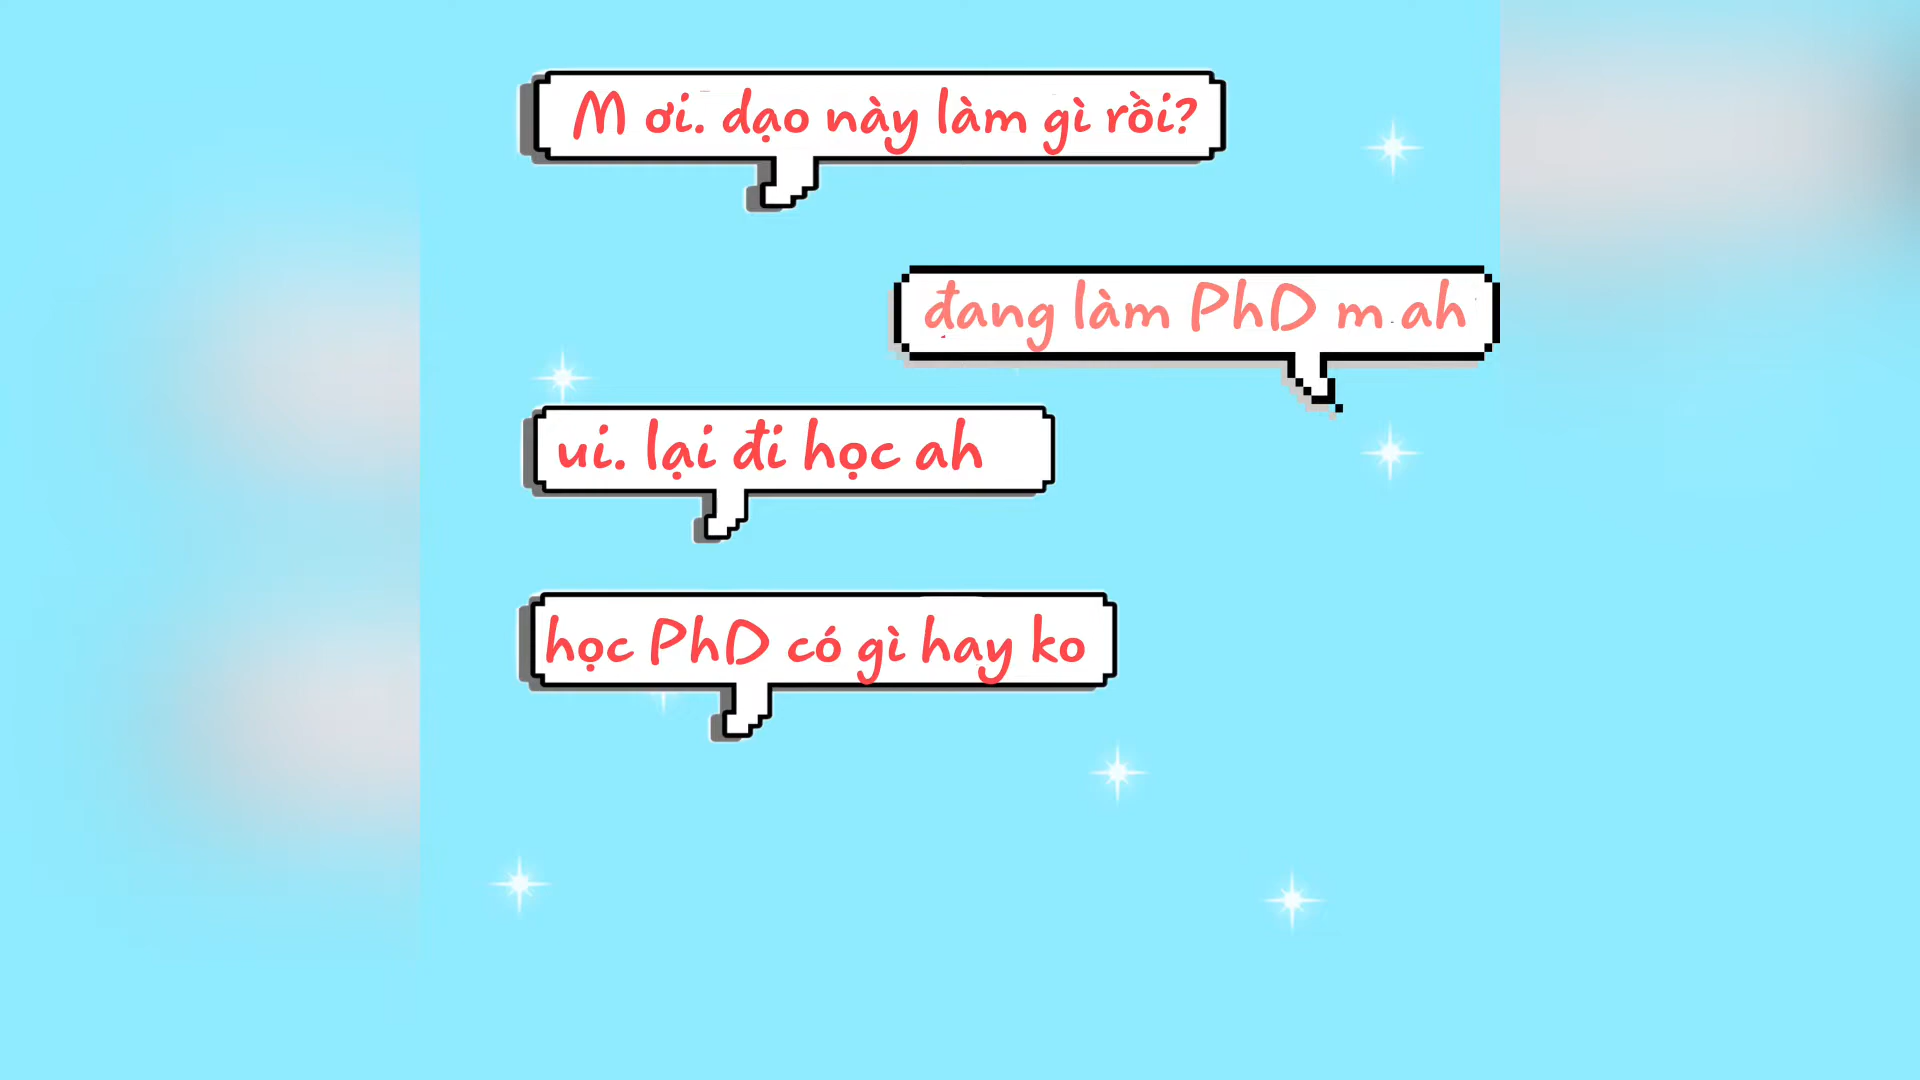 M ơi. dạo này làm gì rồi?
đang làm PhD m ah
ui. lại đi học ah
học PhD có gì hay ko